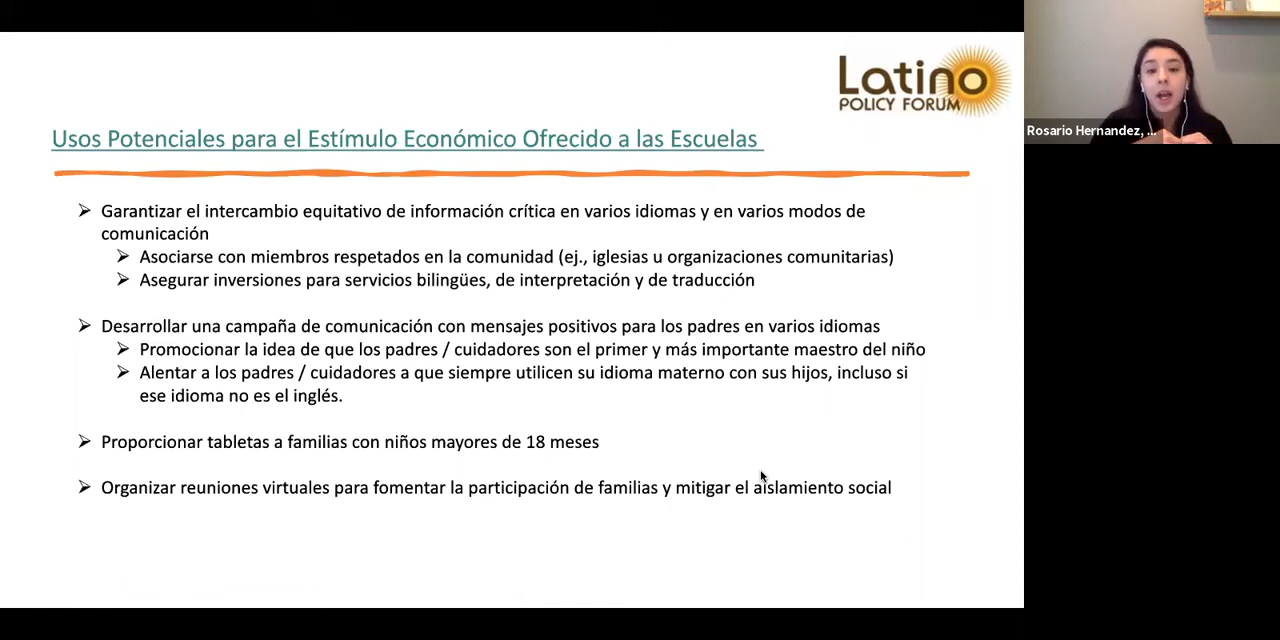 Latino
POLICY FORUM
Rosario Hernandez, ...
Usos Potenciales para el Estímulo Económico Ofrecido a las Escuelas
➢ Garantizar el intercambio equitativo de información crítica en varios idiomas y en varios modos de
comunicación
➢ Asociarse con miembros respetados en la comunidad (ej., iglesias u organizaciones comunitarias)
➢ Asegurar inversiones para servicios bilingües, de interpretación y de traducción
➢ Desarrollar una campaña de comunicación con mensajes positivos para los padres en varios idiomas
➢ Promocionar la idea de que los padres / cuidadores son el primer y más importante maestro del niño
➢ Alentar a los padres / cuidadores a que siempre utilicen su idioma materno con sus hijos, incluso si
ese idioma no es el inglés.
➢ Proporcionar tabletas a familias con niños mayores de 18 meses
➢ Organizar reuniones virtuales para fomentar la participación de familias y mitigar el aislamiento social